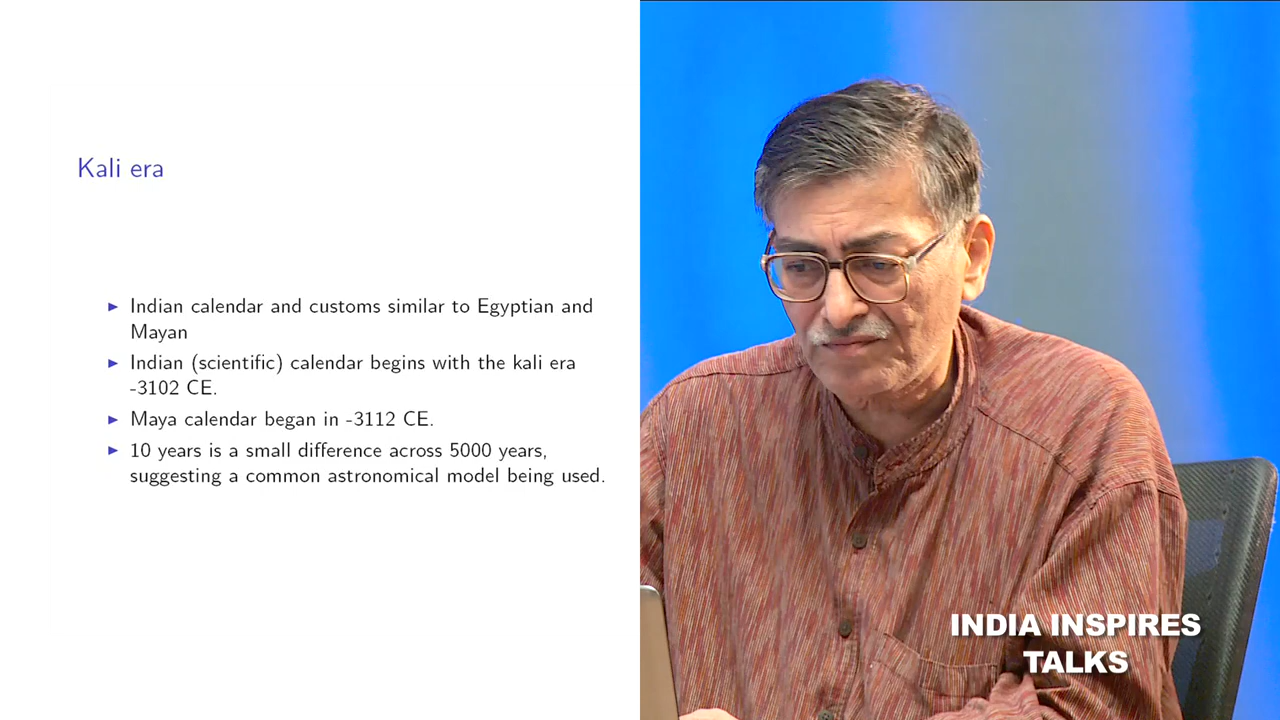 Kali era
► Indian calendar and customs similar to Egyptian and
Mayan
► Indian (scientific) calendar begins with the kali era
-3102 CE.
► Maya calendar began in -3112 CE.
► 10 years is a small difference across 5000 years,
suggesting a common astronomical model being used.
INDIA INSPIRES
TALKS